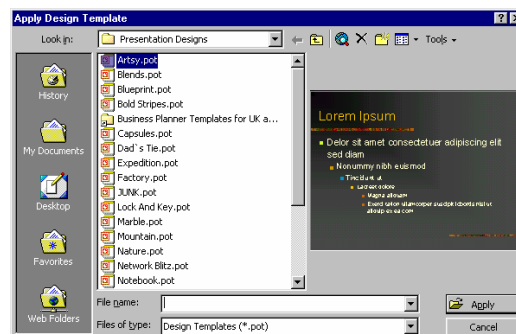 Apply Design Template
Look in: Presentation Designs Tools
History
My Documents
Desktop
Favorites
Web Folders
Artsy.pot
Blends.pot
Blueprint.pot
Bold Stripes.pot
Business Planner Templates for UK a...
Capsules.pot
Dad`s Tie.pot
Expedition.pot
Factory.pot
JUNK.pot
Lock And Key.pot
Marble.pot
Mountain.pot
Nature.pot
Network Blitz.pot
Notebook.pot
Lorem Ipsum
Delor sit amet consectetuer adipiscing elit
sed diam
Nonummy nibh euismod
File name:
Apply
Files of type: Design Templates (*.pot)
Cancel